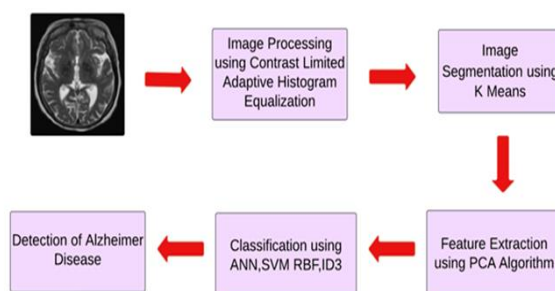 Image Processing
using Contrast Limited
Adaptive Histogram
Equalization
Image
Segmentation using
K Means
Feature Extraction
using PCA Algorithm
Classification using
ANN,SVM RBF,ID3
Detection of Alzheimer
Disease